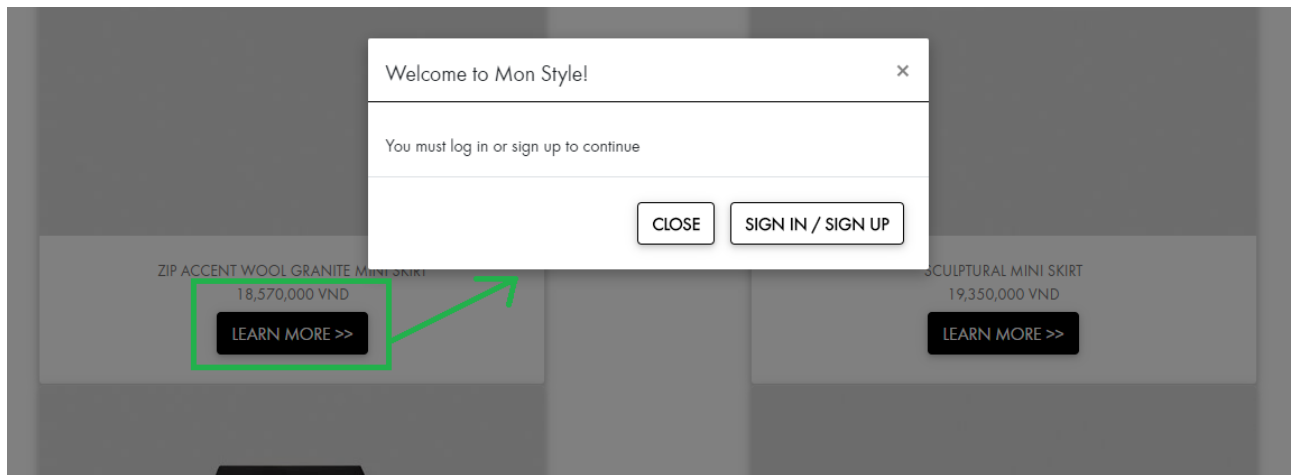 Welcome to Mon Style!
×
You must log in or sign up to continue
CLOSE
SIGN IN / SIGN UP
ZIP ACCENT WOOL GRANITE MINI SKIRT
18,570,000 VND
LEARN MORE >>
SCULPTURAL MINI SKIRT
19,350,000 VND
LEARN MORE >>